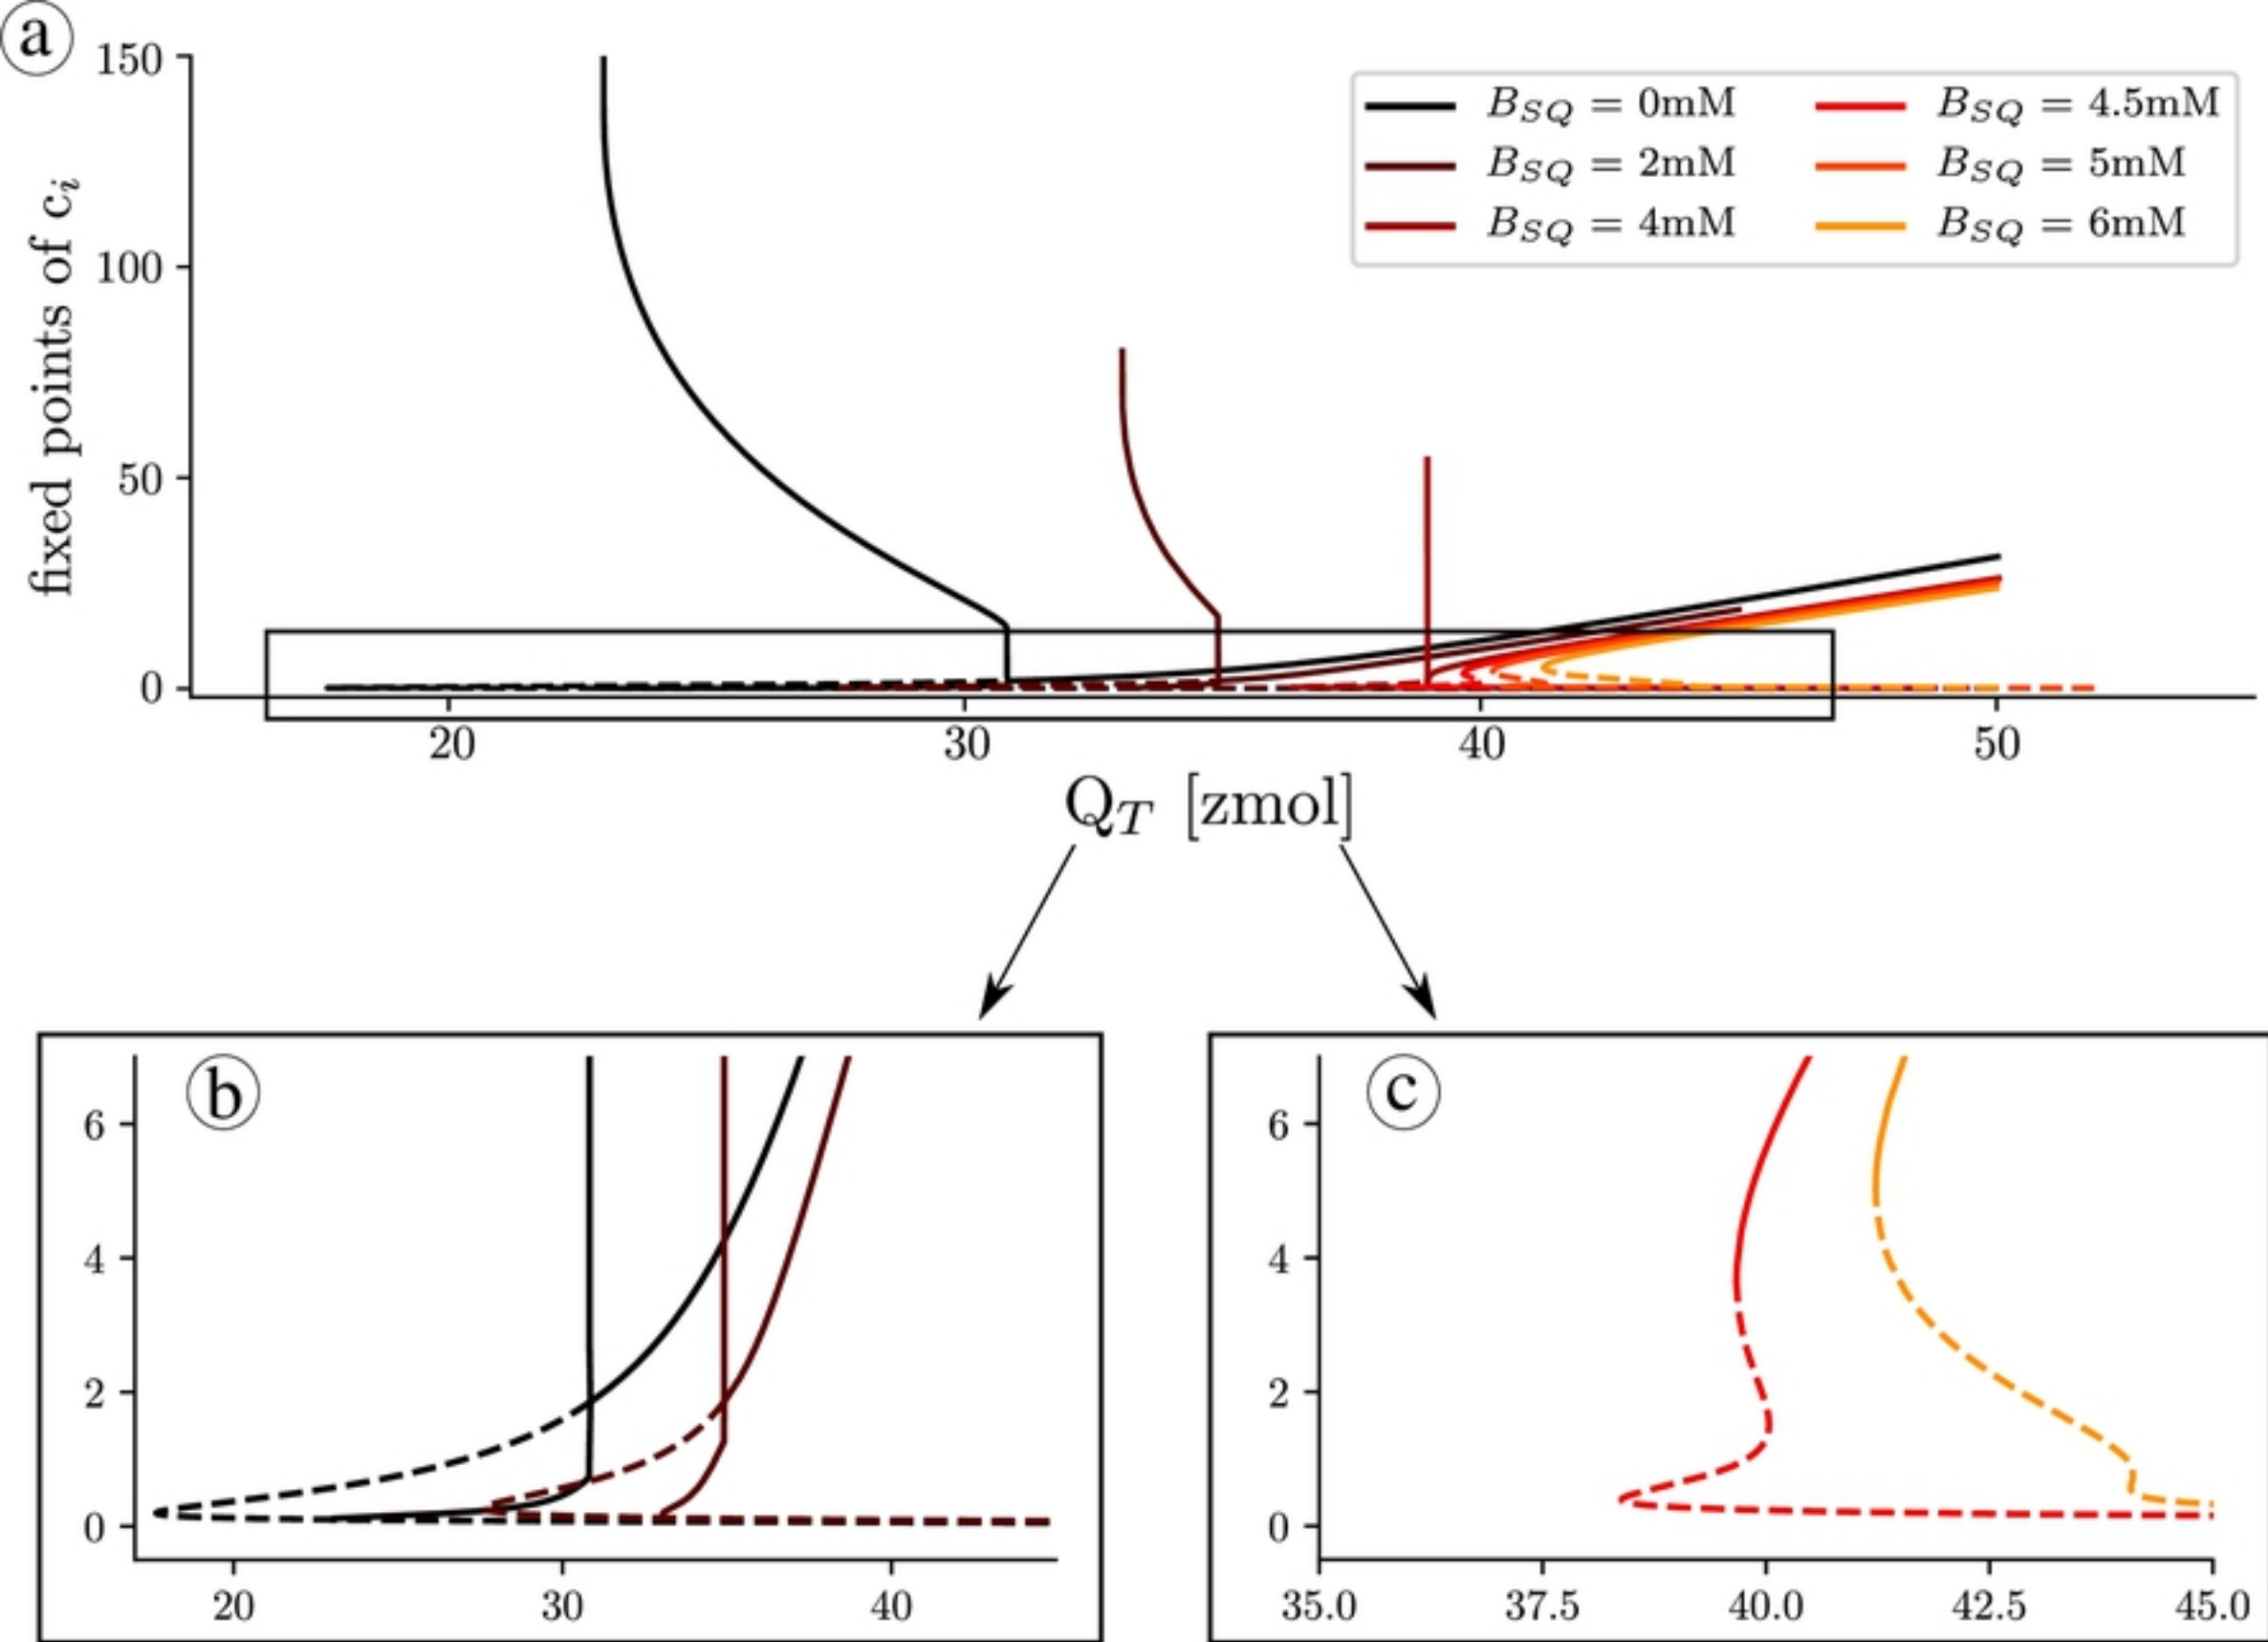 a
150
100
50
0
fixed points of c_i
B_SQ = 0mM
B_SQ = 2mM
B_SQ = 4mM
B_SQ = 4.5mM
B_SQ = 5mM
B_SQ = 6mM
20 30 40 50
Q_T [zmol]
b
6
4
2
0
20 30 40
c
6
4
2
0
35.0 37.5 40.0 42.5 45.0